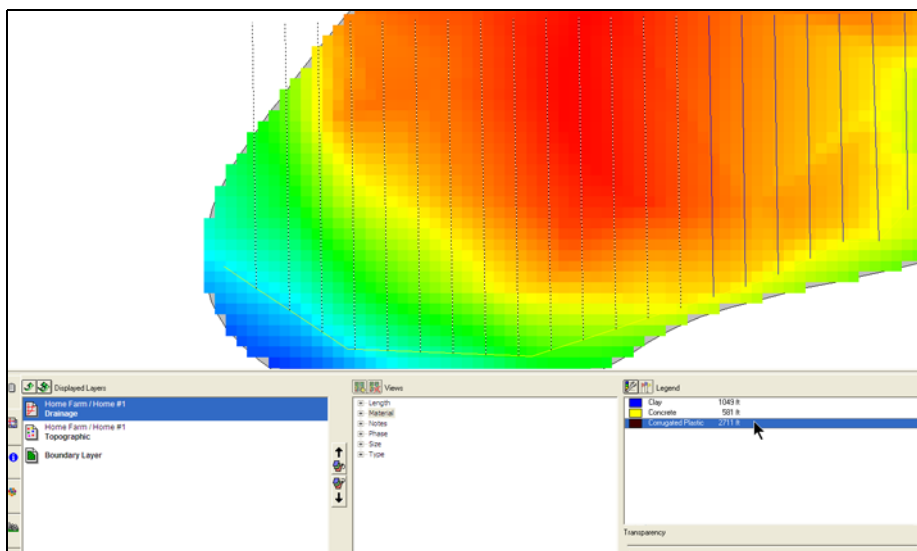 Displayed Layers
Home Farm / Home #1
Drainage
Home Farm / Home #1
Topographic
Boundary Layer
Views
Length
Material
Notes
Phase
Size
Type
Legend
Clay 1049 ft
Concrete 581 ft
Corrugated Plastic 2711 ft
Transparency